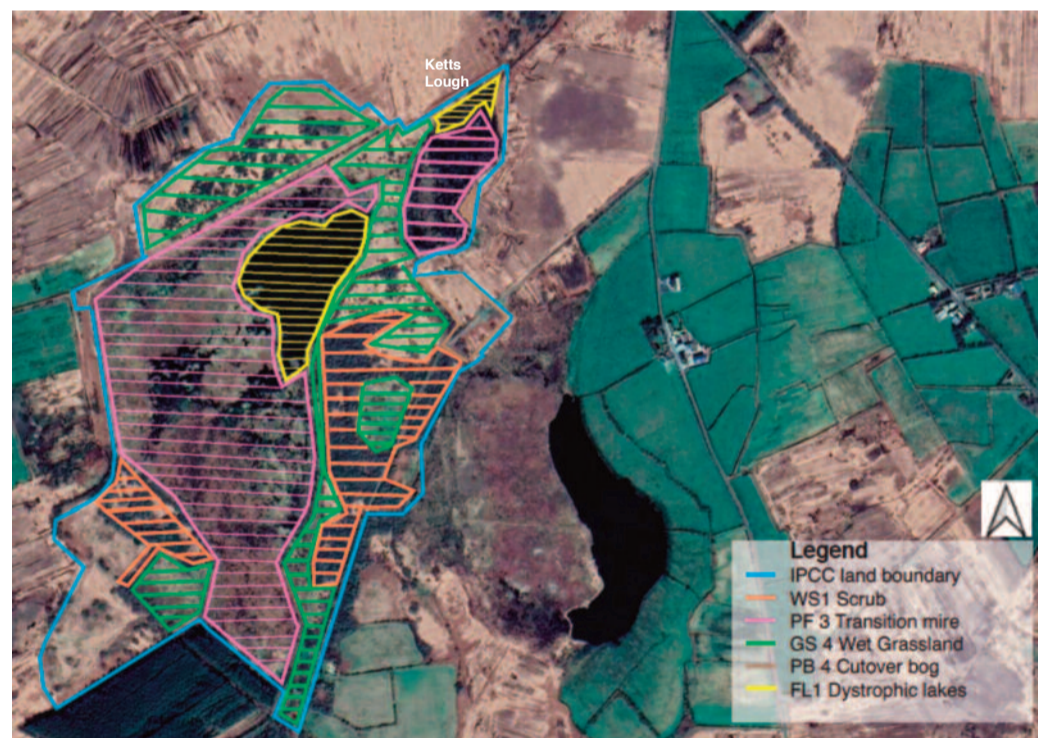 Ketts
Lough
Legend
IPCC land boundary
WS1 Scrub
PF 3 Transition mire
GS 4 Wet Grassland
PB 4 Cutover bog
FL1 Dystrophic lakes